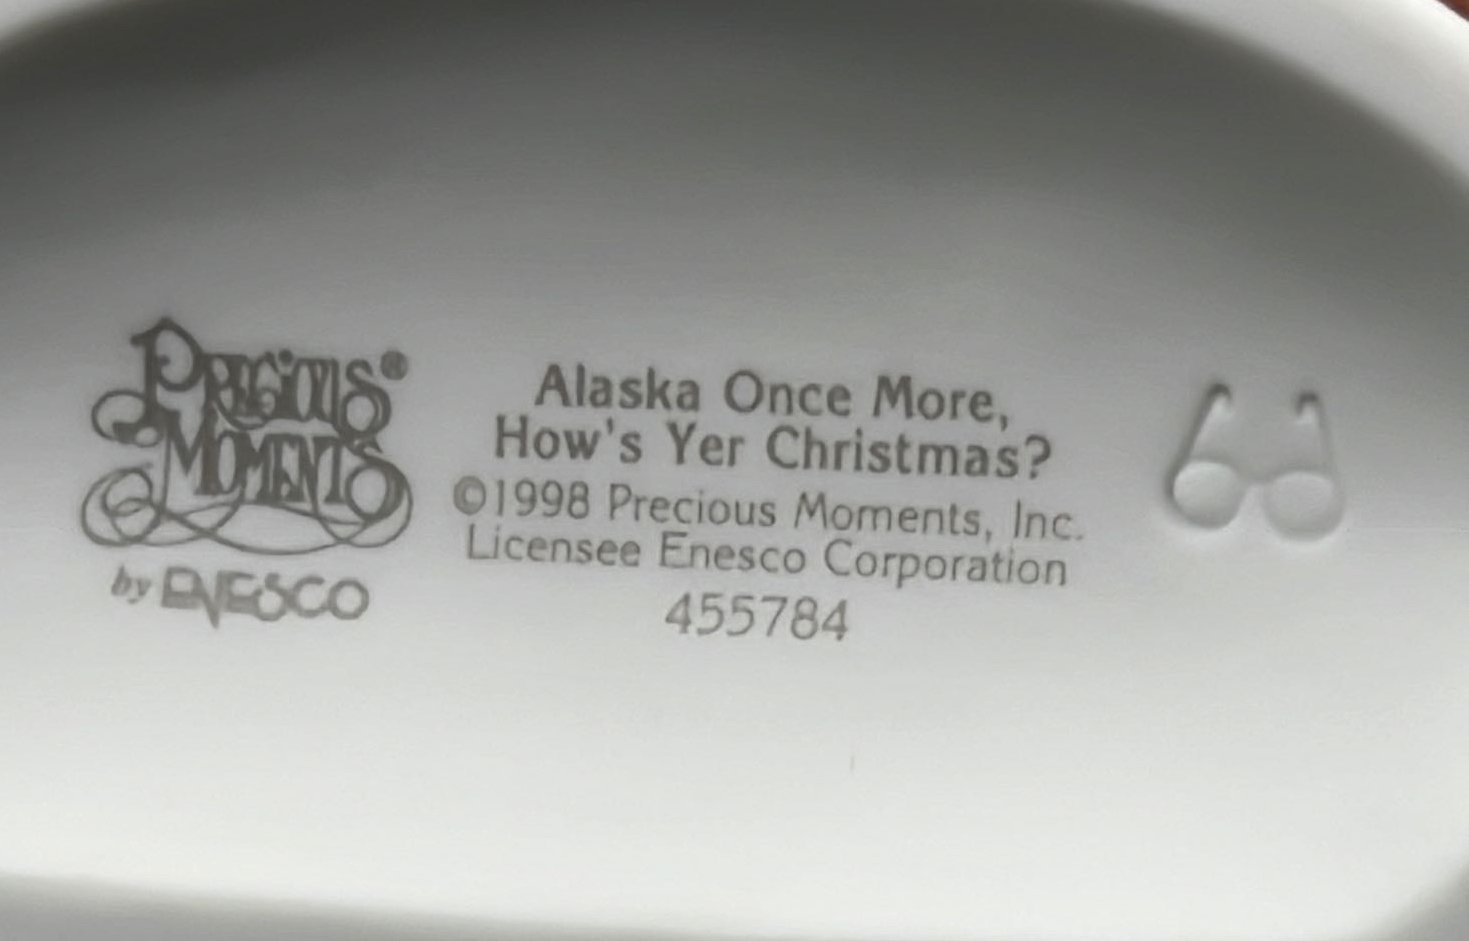 Precious®
Moments
by ENESCO
Alaska Once More,
How's Yer Christmas?
©1998 Precious Moments, Inc.
Licensee Enesco Corporation
455784